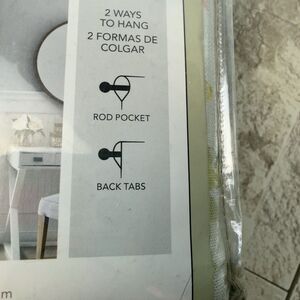 2 WAYS
TO HANG
2 FORMAS DE
COLGAR
ROD POCKET
BACK TABS
m